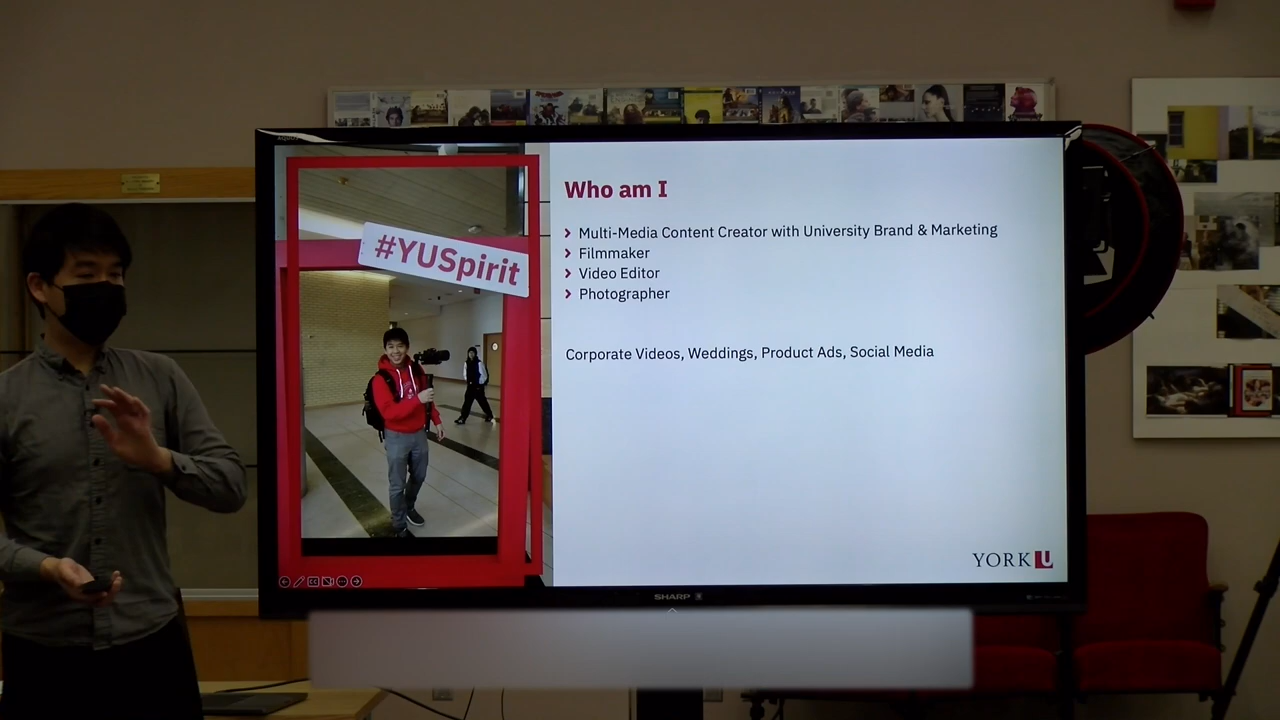 #YUSpirit
Who am I
Multi-Media Content Creator with University Brand & Marketing
Filmmaker
Video Editor
Photographer
Corporate Videos, Weddings, Product Ads, Social Media
YORK U
SHARP